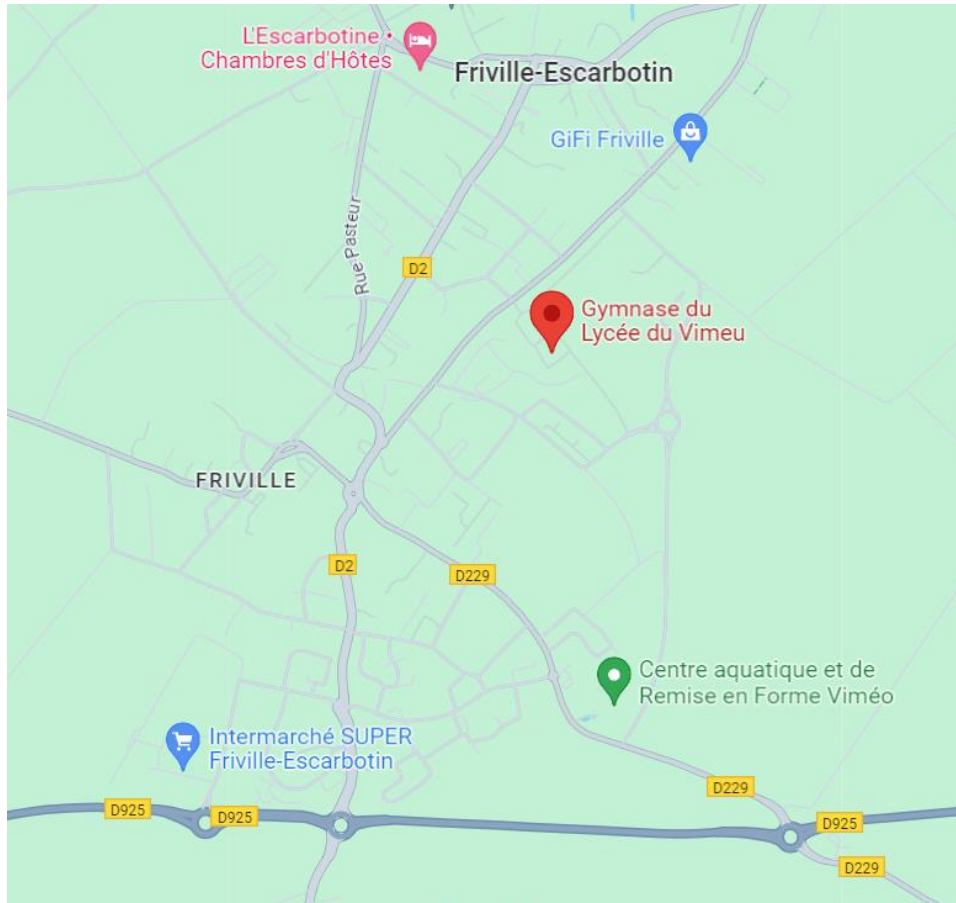 L'Escarbotine
Chambres d'Hôtes
Friville-Escarbotin
GiFi Friville
Rue Pasteur
D2
Gymnase du
Lycée du Vimeu
FRIVILLE
D2
D229
Centre aquatique et de
Remise en Forme Viméo
Intermarché SUPER
Friville-Escarbotin
D229
D925
D925
D925
D229